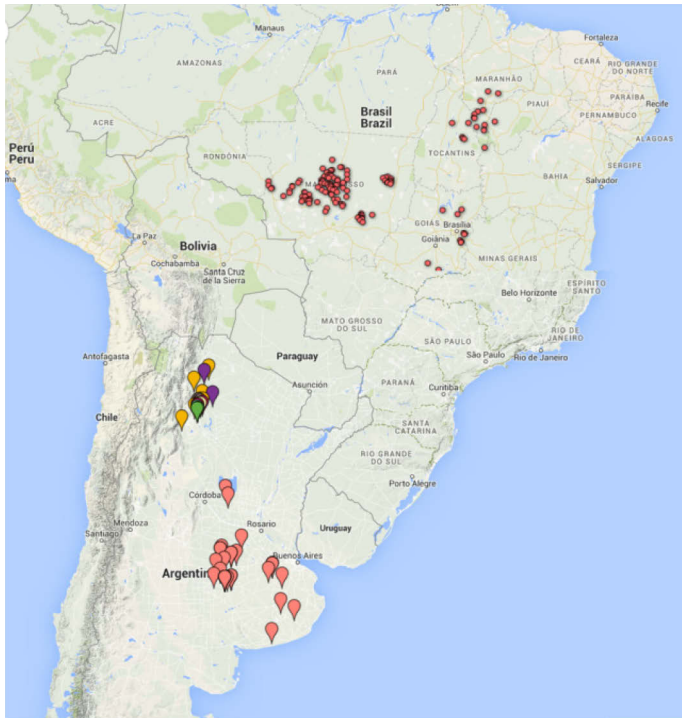 Manaus
Fortaleza
AMAZONAS
PARÁ
CEARÁ
RIO GRANDE
DO NORTE
MARANHÃO
PIAUÍ
PARAÍBA
Brasil
Brazil
Recife
PERNAMBUCO
ACRE
ALAGOAS
Perú
Peru
RONDÔNIA
TOCANTINS
SERGIPE
BAHIA
Salvador
GOIÁS
Brasília
La Paz
Bolivia
Goiânia
Cochabamba
Santa Cruz
de la Sierra
MINAS GERAIS
ESPÍRITO
SANTO
Belo Horizonte
MATO GROSSO
DO SUL
RIO DE
JANEIRO
SÃO PAULO
Antofagasta
Paraguay
São Paulo
Rio de Janeiro
PARANÁ
Asunción
Curitiba
Chile
SANTA
CATARINA
RIO GRANDE
DO SUL
Porto Alegre
Córdoba
Mendoza
Rosario
Uruguay
Santiago
Buenos Aires